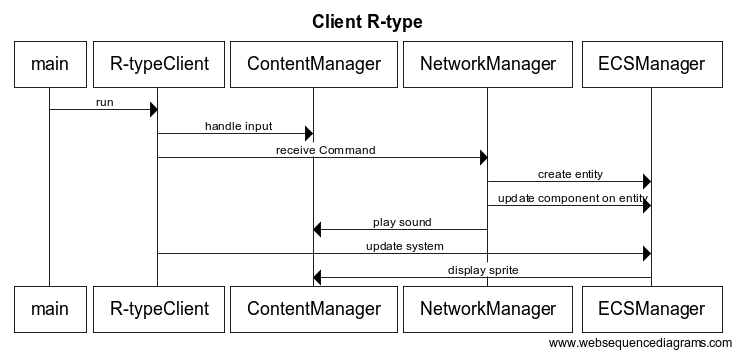 Client R-type
main R-typeClient ContentManager NetworkManager ECSManager
run
handle input
receive Command
create entity
update component on entity
play sound
update system
display sprite
main R-typeClient ContentManager NetworkManager ECSManager
www.websequencediagrams.com